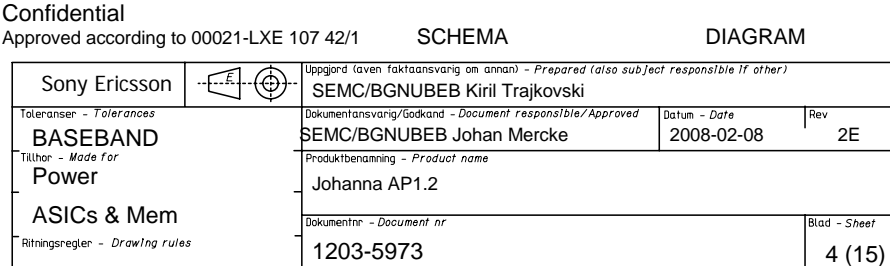 Confidential
Approved according to 00021-LXE 107 42/1 SCHEMA DIAGRAM
Sony Ericsson E
Uppgjord (aven faktaansvarig om annan) - Prepared (also subject responsible if other)
SEMC/BGNUBEB Kiril Trajkovski
Toleranser - Tolerances
BASEBAND
Dokumentansvarig/Godkand - Document responsible/Approved
SEMC/BGNUBEB Johan Mercke
Datum - Date
2008-02-08
Rev
2E
Tillhor - Made for
Power
ASICs & Mem
Produktbenamning - Product name
Johanna AP1.2
Ritningsregler - Drawing rules
Dokumentnr - Document nr
1203-5973
Blad - Sheet
4 (15)